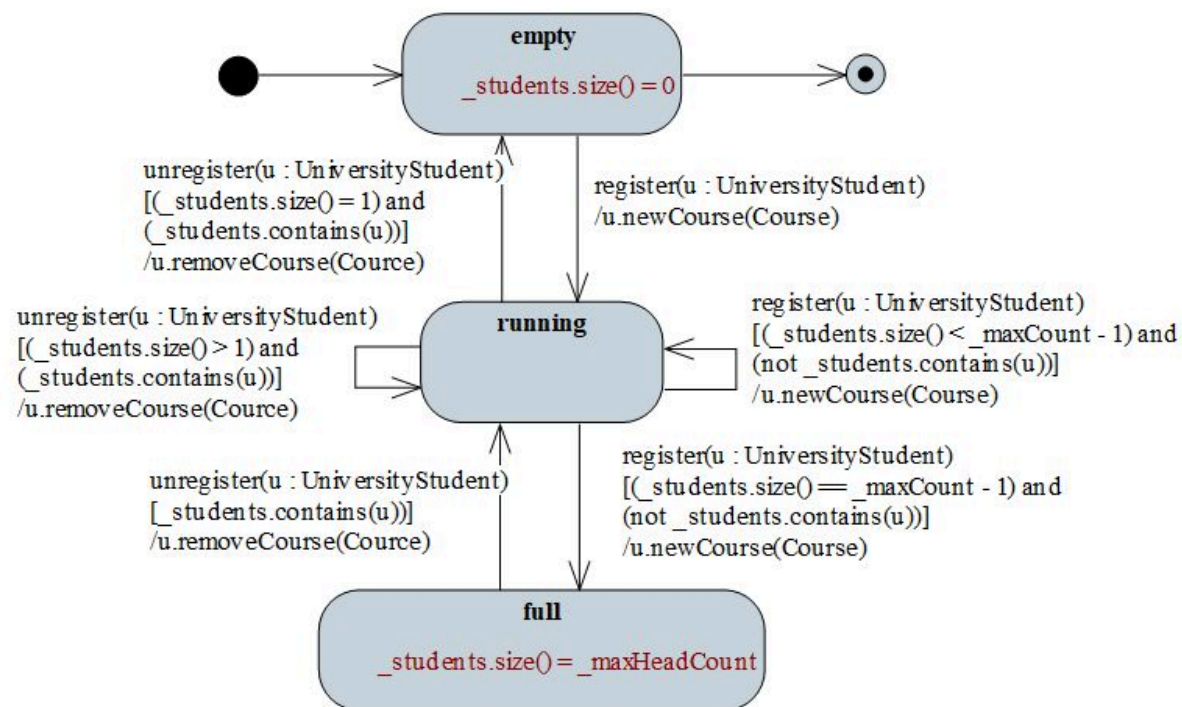 empty
_students.size() = 0
unregister(u : UniversityStudent)
[(_students.size() = 1) and
(_students.contains(u))]
/u.removeCourse(Cource)
register(u : UniversityStudent)
/u.newCourse(Course)
unregister(u : UniversityStudent)
[(_students.size() > 1) and
(_students.contains(u))]
/u.removeCourse(Cource)
running
register(u : UniversityStudent)
[(_students.size() < _maxCount - 1) and
(not _students.contains(u))]
/u.newCourse(Course)
unregister(u : UniversityStudent)
[_students.contains(u))]
/u.removeCourse(Cource)
register(u : UniversityStudent)
[(_students.size() == _maxCount - 1) and
(not _students.contains(u))]
/u.newCourse(Course)
full
_students.size() = _maxHeadCount